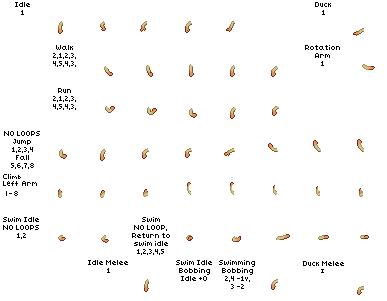 Idle
1
Duck
1
Walk
2,1,2,3,
4,5,4,3,
Rotation
Arm
1
Run
2,1,2,3,
4,5,4,3,
NO LOOPS
Jump
1,2,3,4
Fall
5,6,7,8
Climb
Left Arm
1-8
Swim Idle
NO LOOPS
1,2
Swim
NO LOOP,
Return to
swim idle
1,2,3,4,5
Swim Idle
Bobbing
Idle +0
Swimming
Bobbing
2,4 -1v,
3 -2
Idle Melee
1
Duck Melee
1